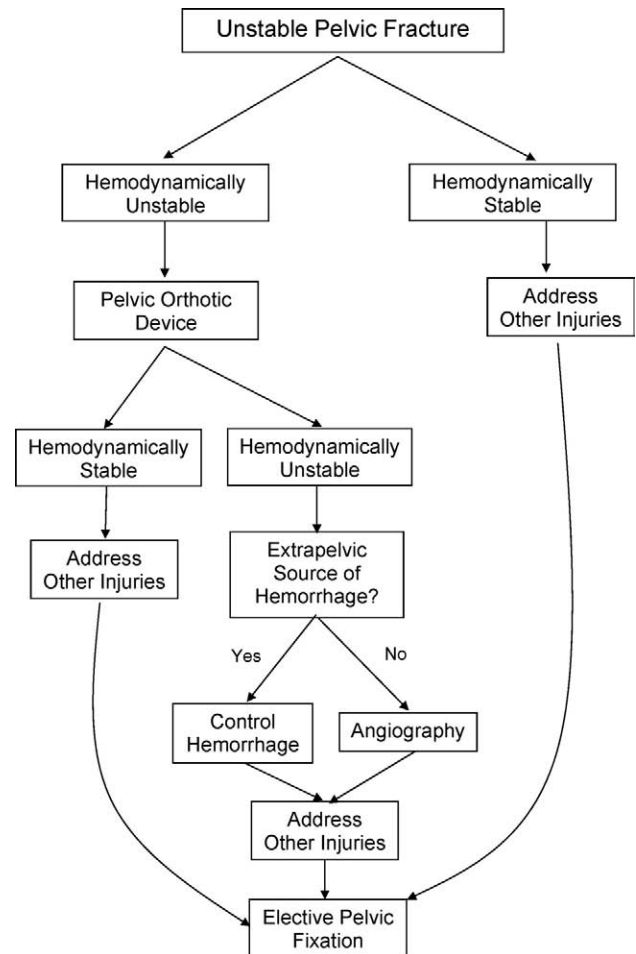 Unstable Pelvic Fracture
Hemodynamically
Unstable
Hemodynamically
Stable
Pelvic Orthotic
Device
Address
Other Injuries
Hemodynamically
Stable
Hemodynamically
Unstable
Address
Other Injuries
Extrapelvic
Source of
Hemorrhage?
Yes
No
Control
Hemorrhage
Angiography
Address
Other Injuries
Elective Pelvic
Fixation